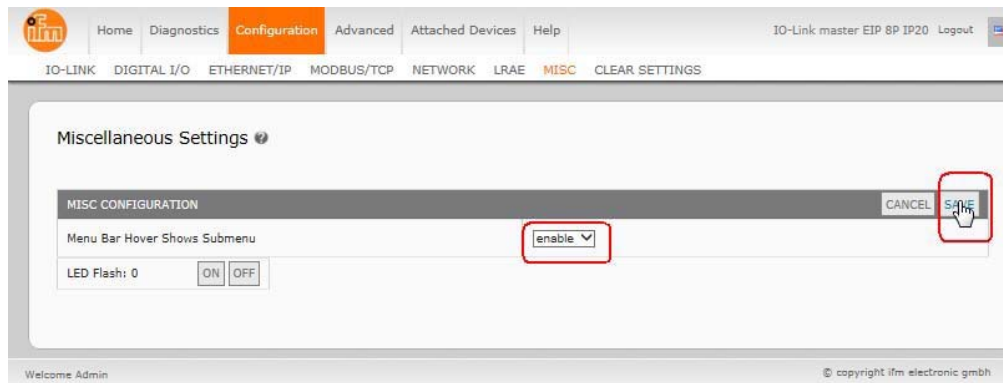 ifm
Home Diagnostics Configuration Advanced Attached Devices Help IO-Link master EIP 8P IP20 Logout
IO-LINK DIGITAL I/O ETHERNET/IP MODBUS/TCP NETWORK LRAE MISC CLEAR SETTINGS
Miscellaneous Settings ?
MISC CONFIGURATION CANCEL SAVE
Menu Bar Hover Shows Submenu enable
LED Flash: 0 ON OFF
Welcome Admin © copyright ifm electronic gmbh